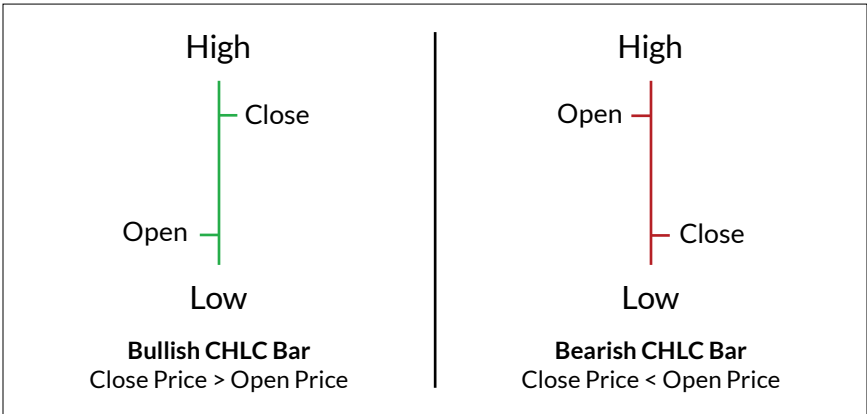 High
Close
Open
Low
Bullish CHLC Bar
Close Price > Open Price
High
Open
Close
Low
Bearish CHLC Bar
Close Price < Open Price